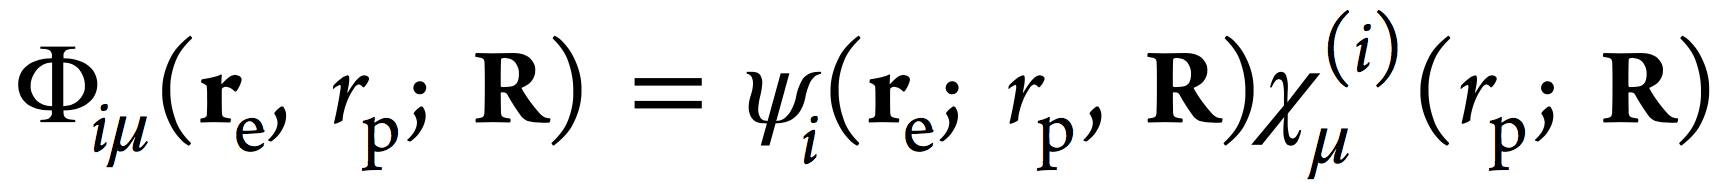 Φ_{iμ}(𝐫_e, r_p; 𝐑) = ψ_i(𝐫_e; r_p, 𝐑)χ_μ^{(i)}(r_p; 𝐑)